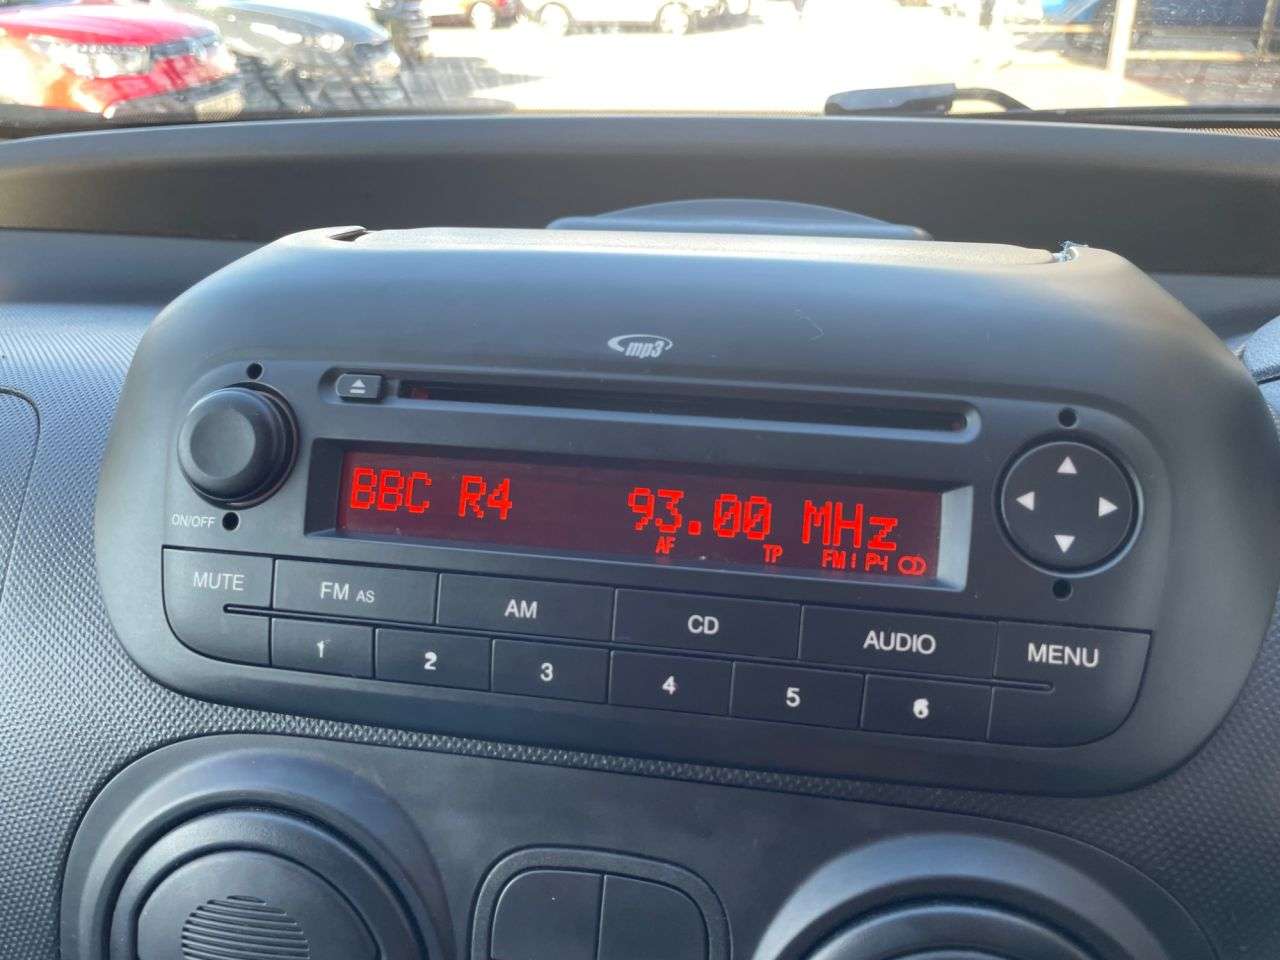 mp3
BBC R4 93.00 MHz
AF TP FM1 P4
ON/OFF
MUTE FM AS AM CD AUDIO MENU
1 2 3 4 5 6